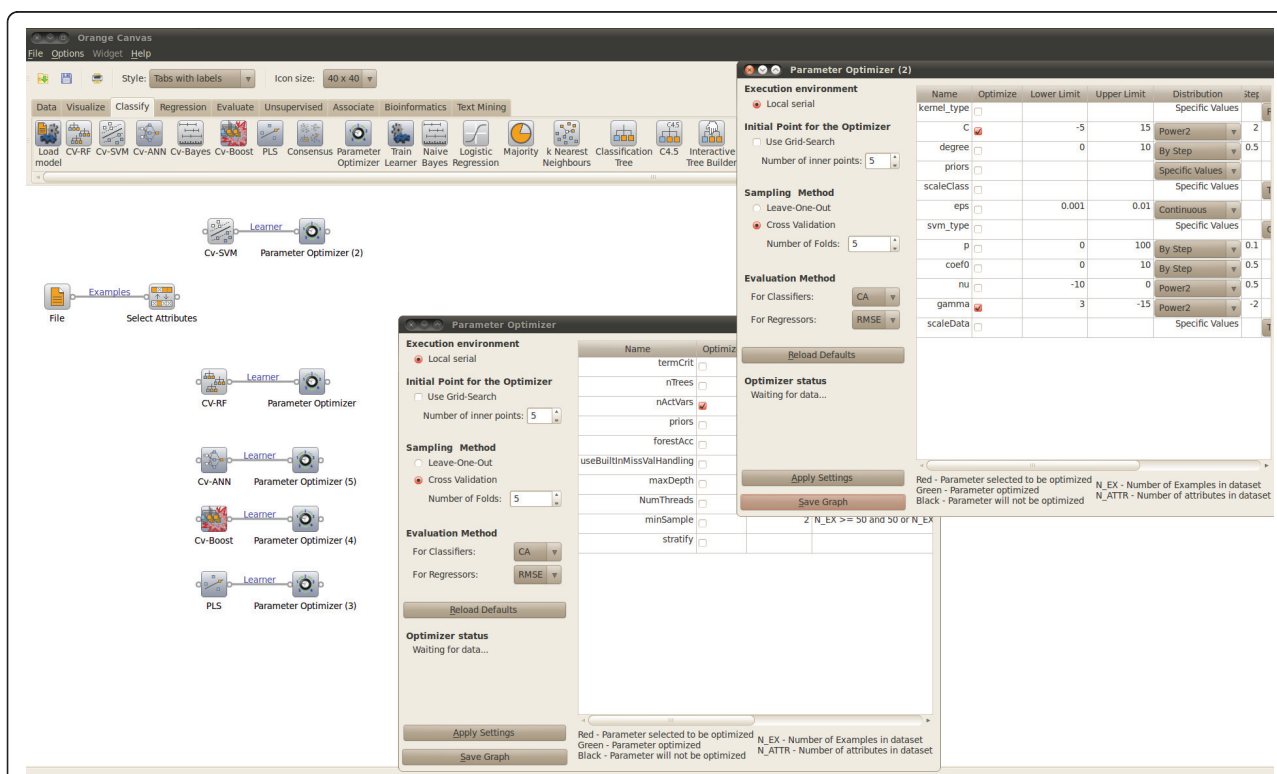 Orange Canvas
File Options Widget Help
Style: Tabs with labels Icon size: 40 x 40
Data Visualize Classify Regression Evaluate Unsupervised Associate Bioinformatics Text Mining
Load model
CV-RF
Cv-SVM
Cv-ANN
Cv-Bayes
Cv-Boost
PLS
Consensus
Parameter Optimizer
Train Learner
Naive Bayes
Logistic Regression
Majority
k Nearest Neighbours
Classification Tree
C4.5
C4.5
Interactive Tree Builder
Learner
Cv-SVM Parameter Optimizer (2)
Examples
File Select Attributes
Learner
CV-RF Parameter Optimizer
Learner
Cv-ANN Parameter Optimizer (5)
Learner
Cv-Boost Parameter Optimizer (4)
Learner
PLS Parameter Optimizer (3)
Parameter Optimizer
Execution environment
Local serial
Initial Point for the Optimizer
Use Grid-Search
Number of inner points: 5
Sampling Method
Leave-One-Out
Cross Validation
Number of Folds: 5
Evaluation Method
For Classifiers: CA
For Regressors: RMSE
Reload Defaults
Optimizer status
Waiting for data...
Apply Settings
Save Graph
Name Optimiz
termCrit
nTrees
nActVars
priors
forestAcc
useBuiltInMissValHandling
maxDepth
NumThreads
minSample 2 N_EX >= 50 and 50 or N_EX
stratify
Red - Parameter selected to be optimized
Green - Parameter optimized
Black - Parameter will not be optimized
N_EX - Number of Examples in dataset
N_ATTR - Number of attributes in dataset
Parameter Optimizer (2)
Execution environment
Local serial
Initial Point for the Optimizer
Use Grid-Search
Number of inner points: 5
Sampling Method
Leave-One-Out
Cross Validation
Number of Folds: 5
Evaluation Method
For Classifiers: CA
For Regressors: RMSE
Reload Defaults
Optimizer status
Waiting for data...
Apply Settings
Save Graph
Name Optimize Lower Limit Upper Limit Distribution Step
kernel_type Specific Values
C -5 15 Power2 2
degree 0 10 By Step 0.5
priors Specific Values
scaleClass Specific Values
eps 0.001 0.01 Continuous
svm_type Specific Values
p 0 100 By Step 0.1
coef0 0 10 By Step 0.5
nu -10 0 Power2 0.5
gamma 3 -15 Power2 -2
scaleData Specific Values
Red - Parameter selected to be optimized
Green - Parameter optimized
Black - Parameter will not be optimized
N_EX - Number of Examples in dataset
N_ATTR - Number of attributes in dataset